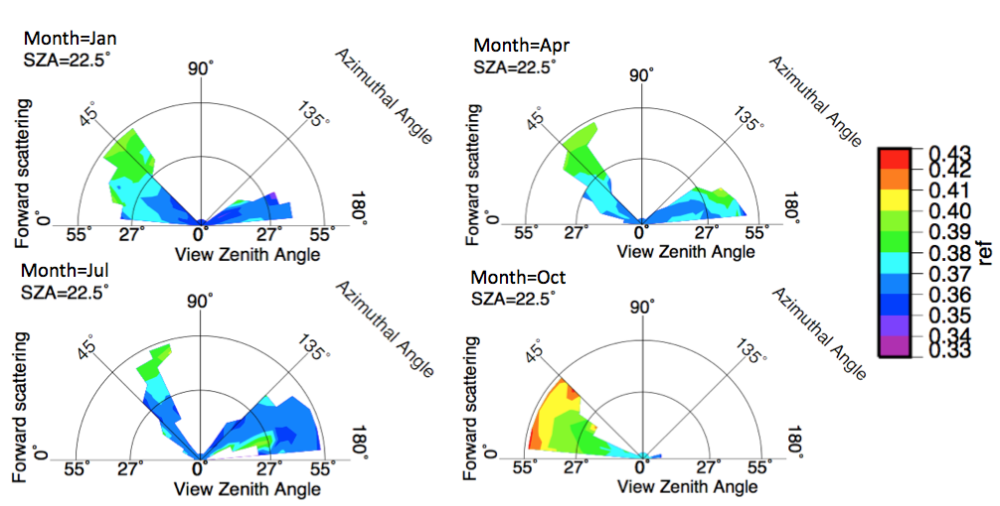 Month=Jan
SZA=22.5°
90°
45°
135°
Azimuthal Angle
Forward scattering
0°
180°
55° 27° 0° 27° 55°
View Zenith Angle
Month=Apr
SZA=22.5°
90°
45°
135°
Azimuthal Angle
Forward scattering
0°
180°
55° 27° 0° 27° 55°
View Zenith Angle
Month=Jul
SZA=22.5°
90°
45°
135°
Azimuthal Angle
Forward scattering
0°
180°
55° 27° 0° 27° 55°
View Zenith Angle
Month=Oct
SZA=22.5°
90°
45°
135°
Azimuthal Angle
Forward scattering
0°
180°
55° 27° 0° 27° 55°
View Zenith Angle
0.43
0.42
0.41
0.40
0.39
0.38
0.37
0.36
0.35
0.34
0.33
ref